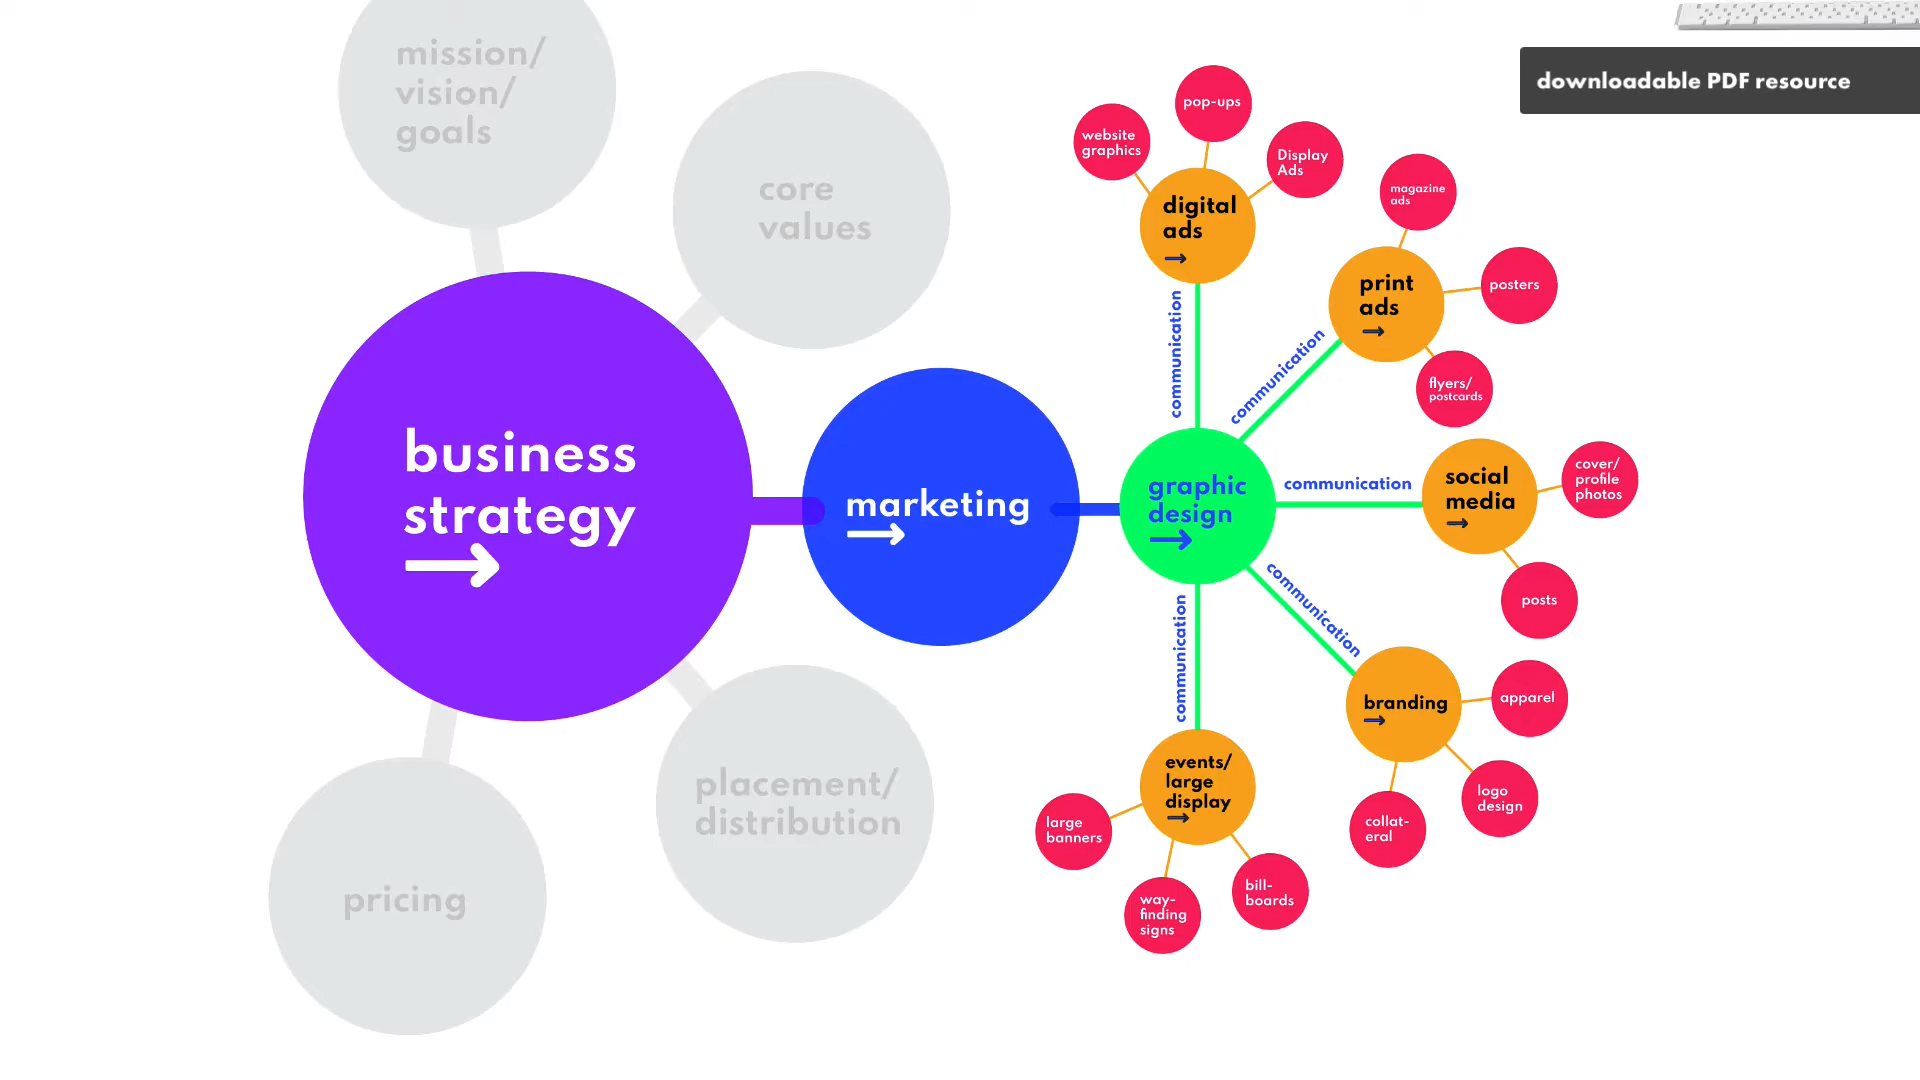 mission/
vision/
goals
core
values
business
strategy
marketing
pricing
placement/
distribution
graphic
design
communication
communication
communication
communication
communication
digital
ads
website
graphics
pop-ups
Display
Ads
print
ads
magazine
ads
posters
flyers/
postcards
social
media
cover/
profile
photos
posts
branding
apparel
logo
design
collat-
eral
events/
large
display
large
banners
way-
finding
signs
bill-
boards
downloadable PDF resource